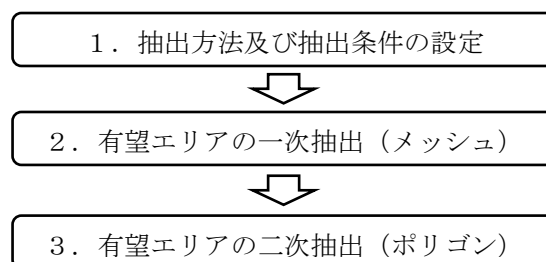 １．抽出方法及び抽出条件の設定
２．有望エリアの一次抽出（メッシュ）
３．有望エリアの二次抽出（ポリゴン）